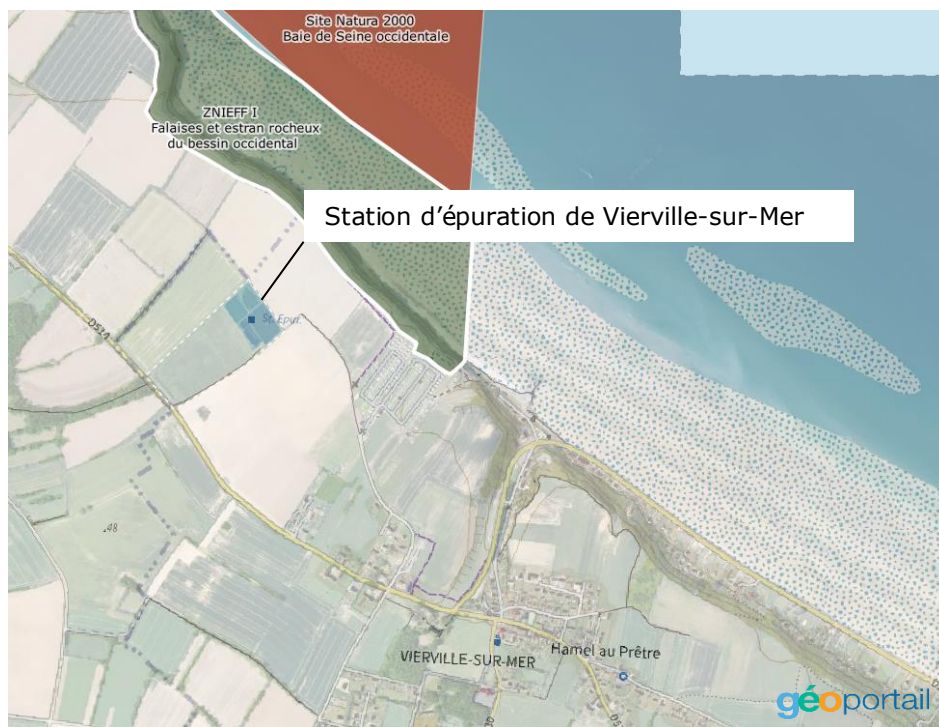 Site Natura 2000
Baie de Seine occidentale
ZNIEFF I
Falaises et estran rocheux
du bessin occidental
Station d'épuration de Vierville-sur-Mer
D514
St. Epur.
48
VIERVILLE-SUR-MER
Hamel au Prêtre
géoportail